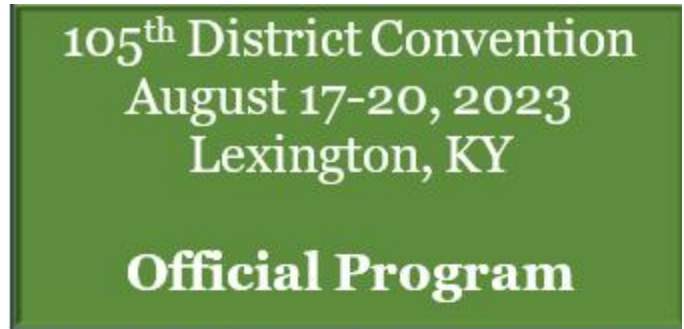 105th District Convention
August 17-20, 2023
Lexington, KY
Official Program